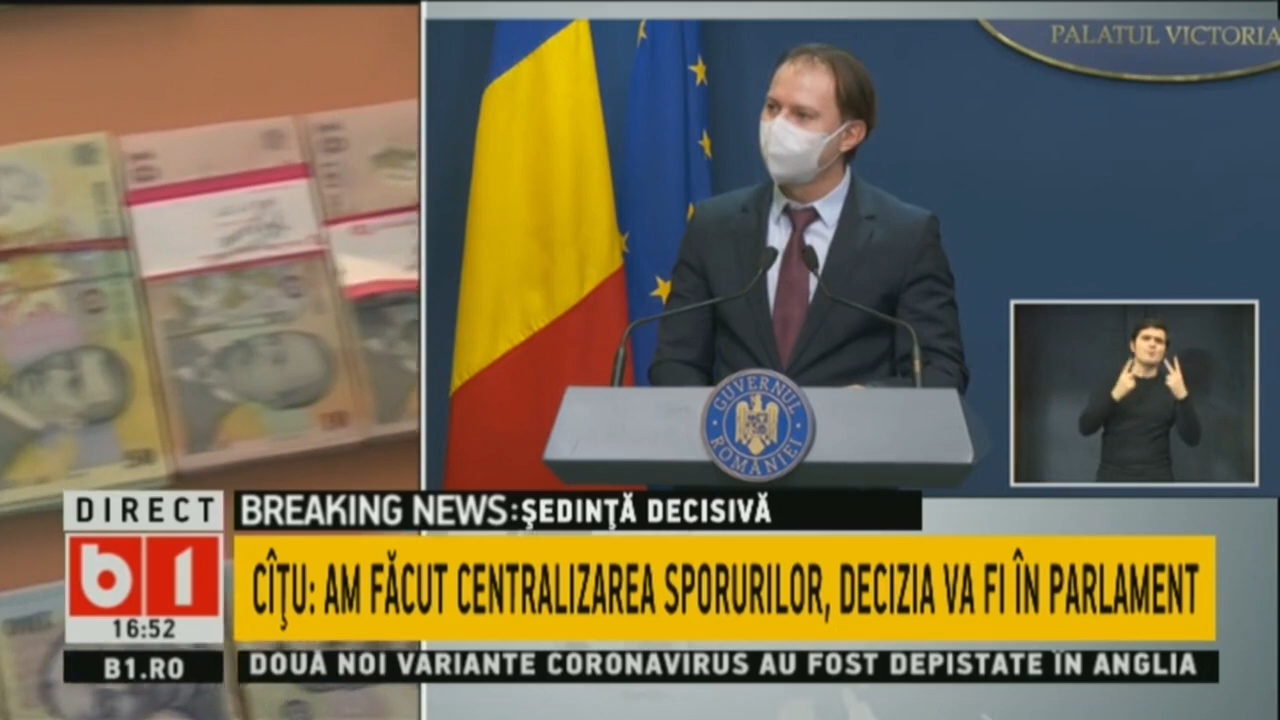 PALATUL VICTORIA
GUVERNUL
ROMÂNIEI
DIRECT
BREAKING NEWS:ŞEDINŢĂ DECISIVĂ
b1
CÎŢU: AM FĂCUT CENTRALIZAREA SPORURILOR, DECIZIA VA FI ÎN PARLAMENT
16:52
B1.RO
DOUĂ NOI VARIANTE CORONAVIRUS AU FOST DEPISTATE ÎN ANGLIA